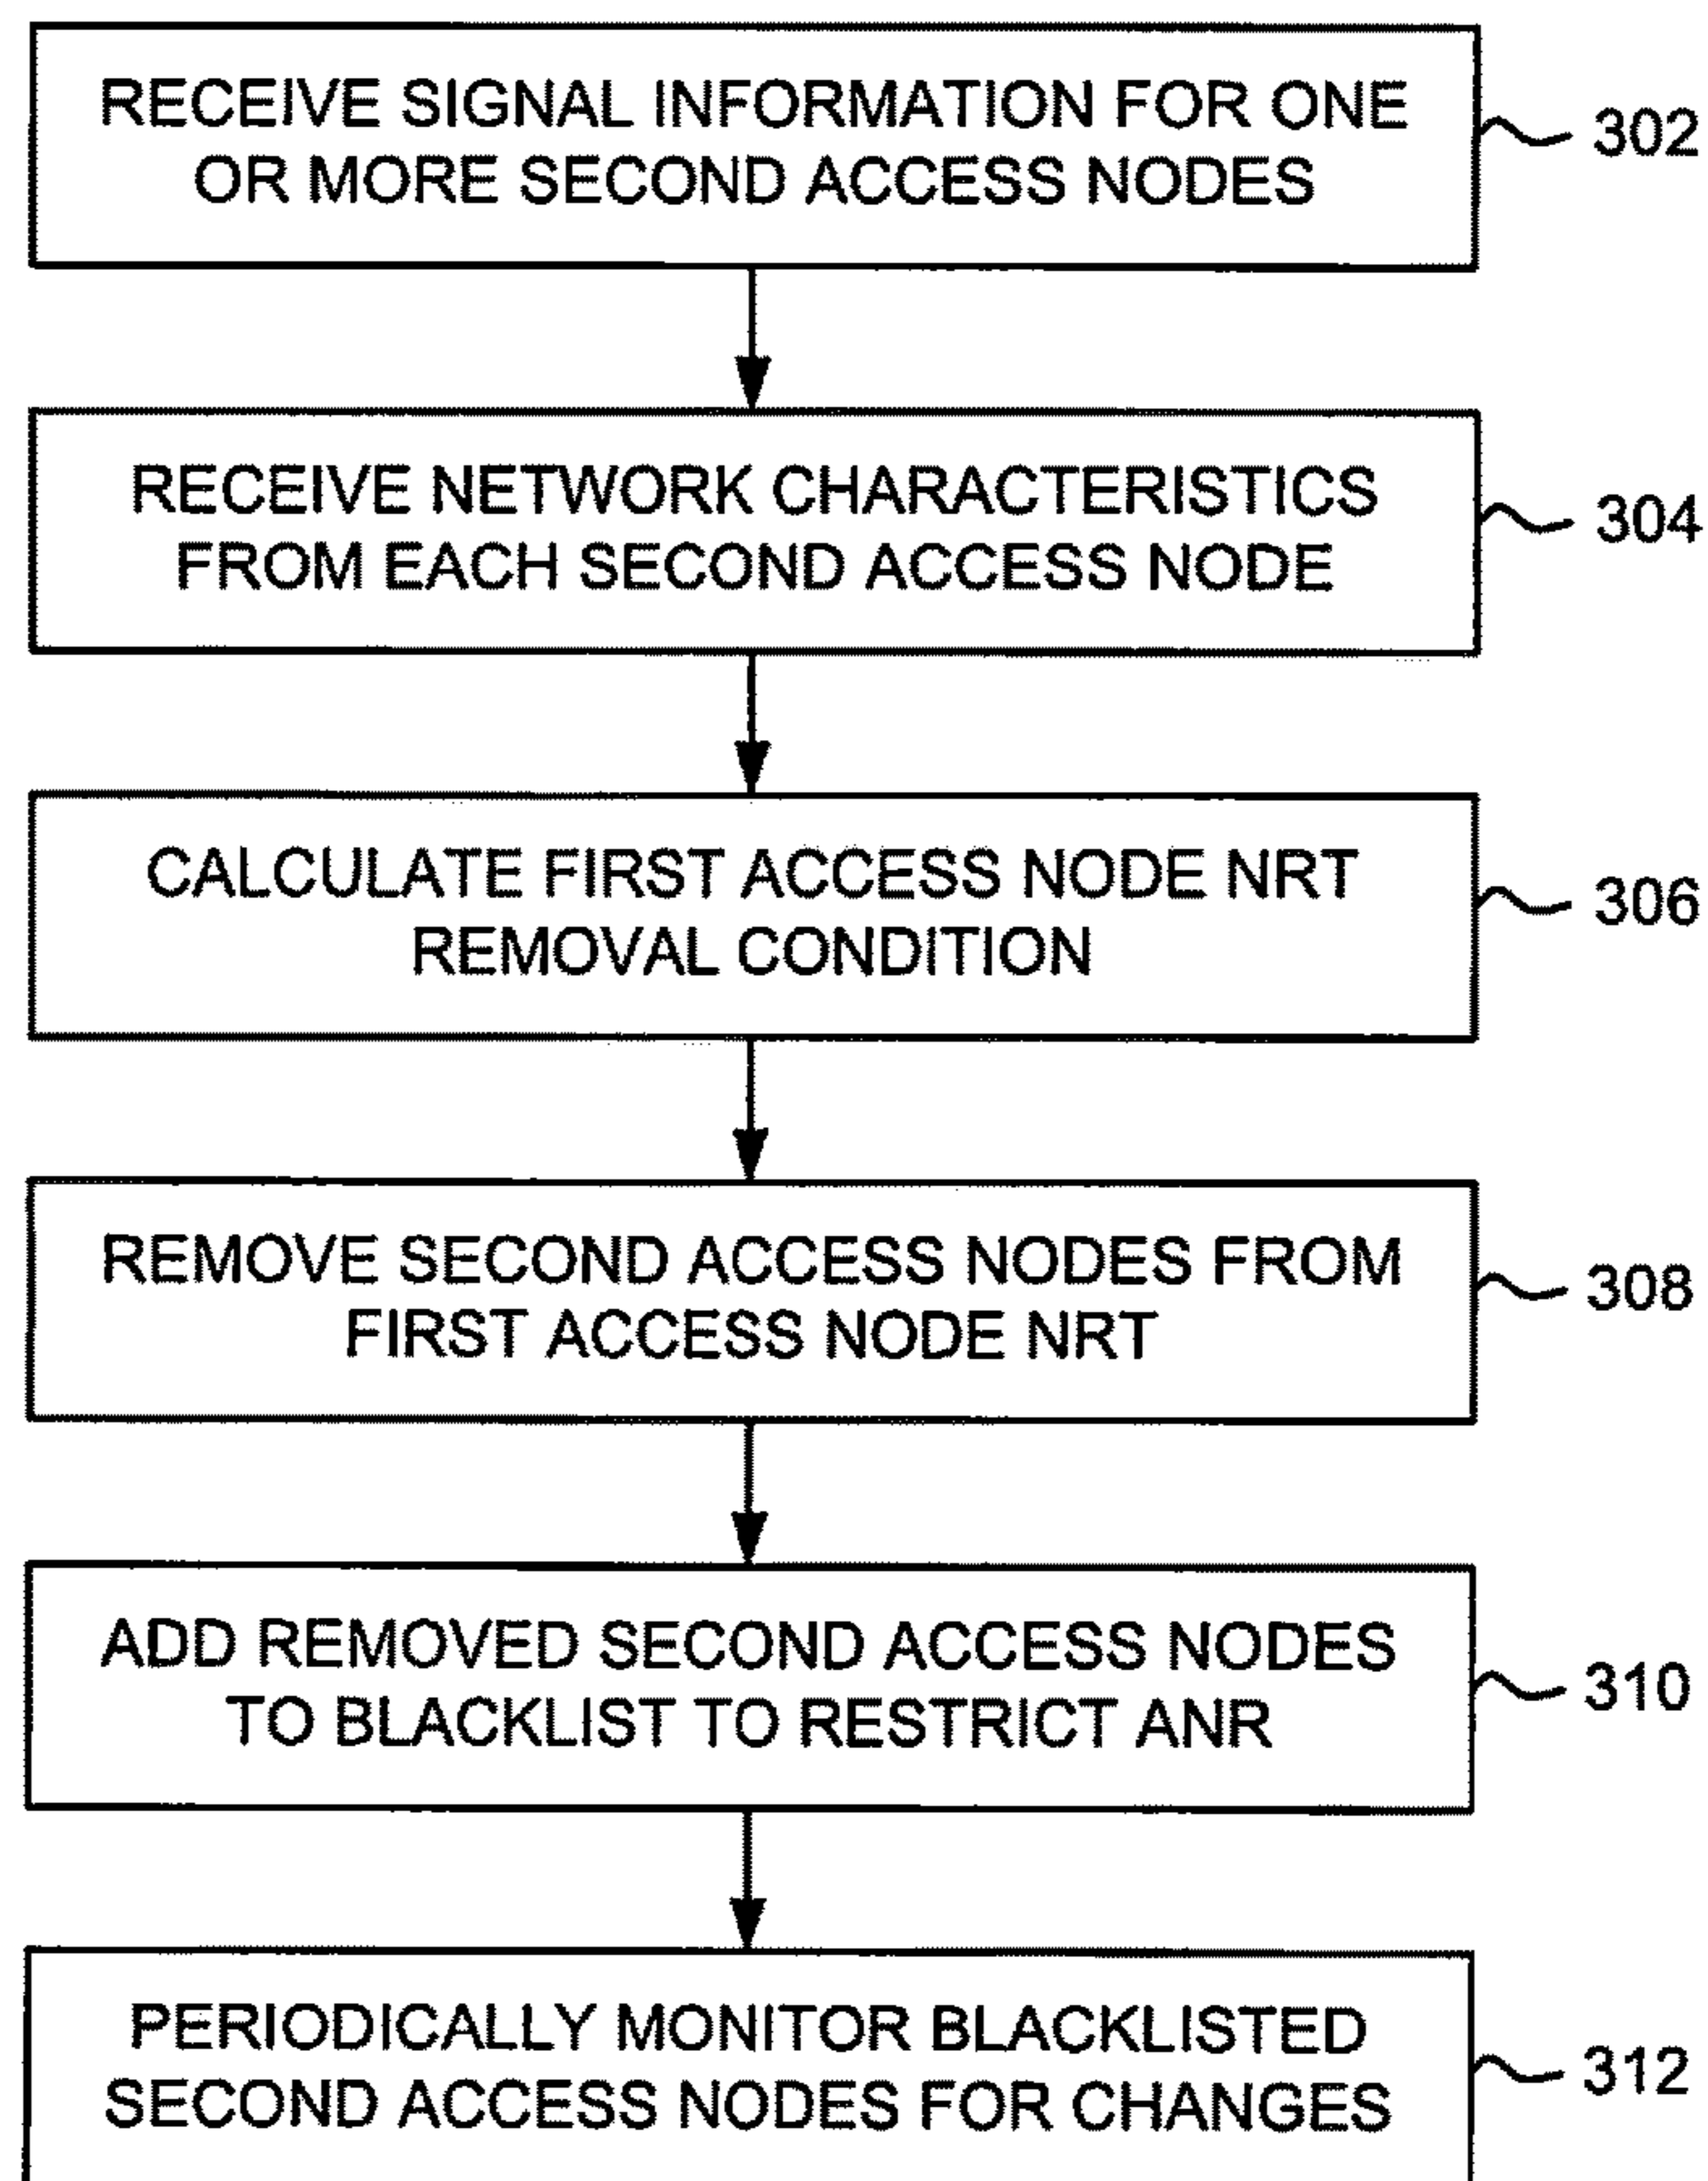 RECEIVE SIGNAL INFORMATION FOR ONE
OR MORE SECOND ACCESS NODES
302
RECEIVE NETWORK CHARACTERISTICS
FROM EACH SECOND ACCESS NODE
304
CALCULATE FIRST ACCESS NODE NRT
REMOVAL CONDITION
306
REMOVE SECOND ACCESS NODES FROM
FIRST ACCESS NODE NRT
308
ADD REMOVED SECOND ACCESS NODES
TO BLACKLIST TO RESTRICT ANR
310
PERIODICALLY MONITOR BLACKLISTED
SECOND ACCESS NODES FOR CHANGES
312